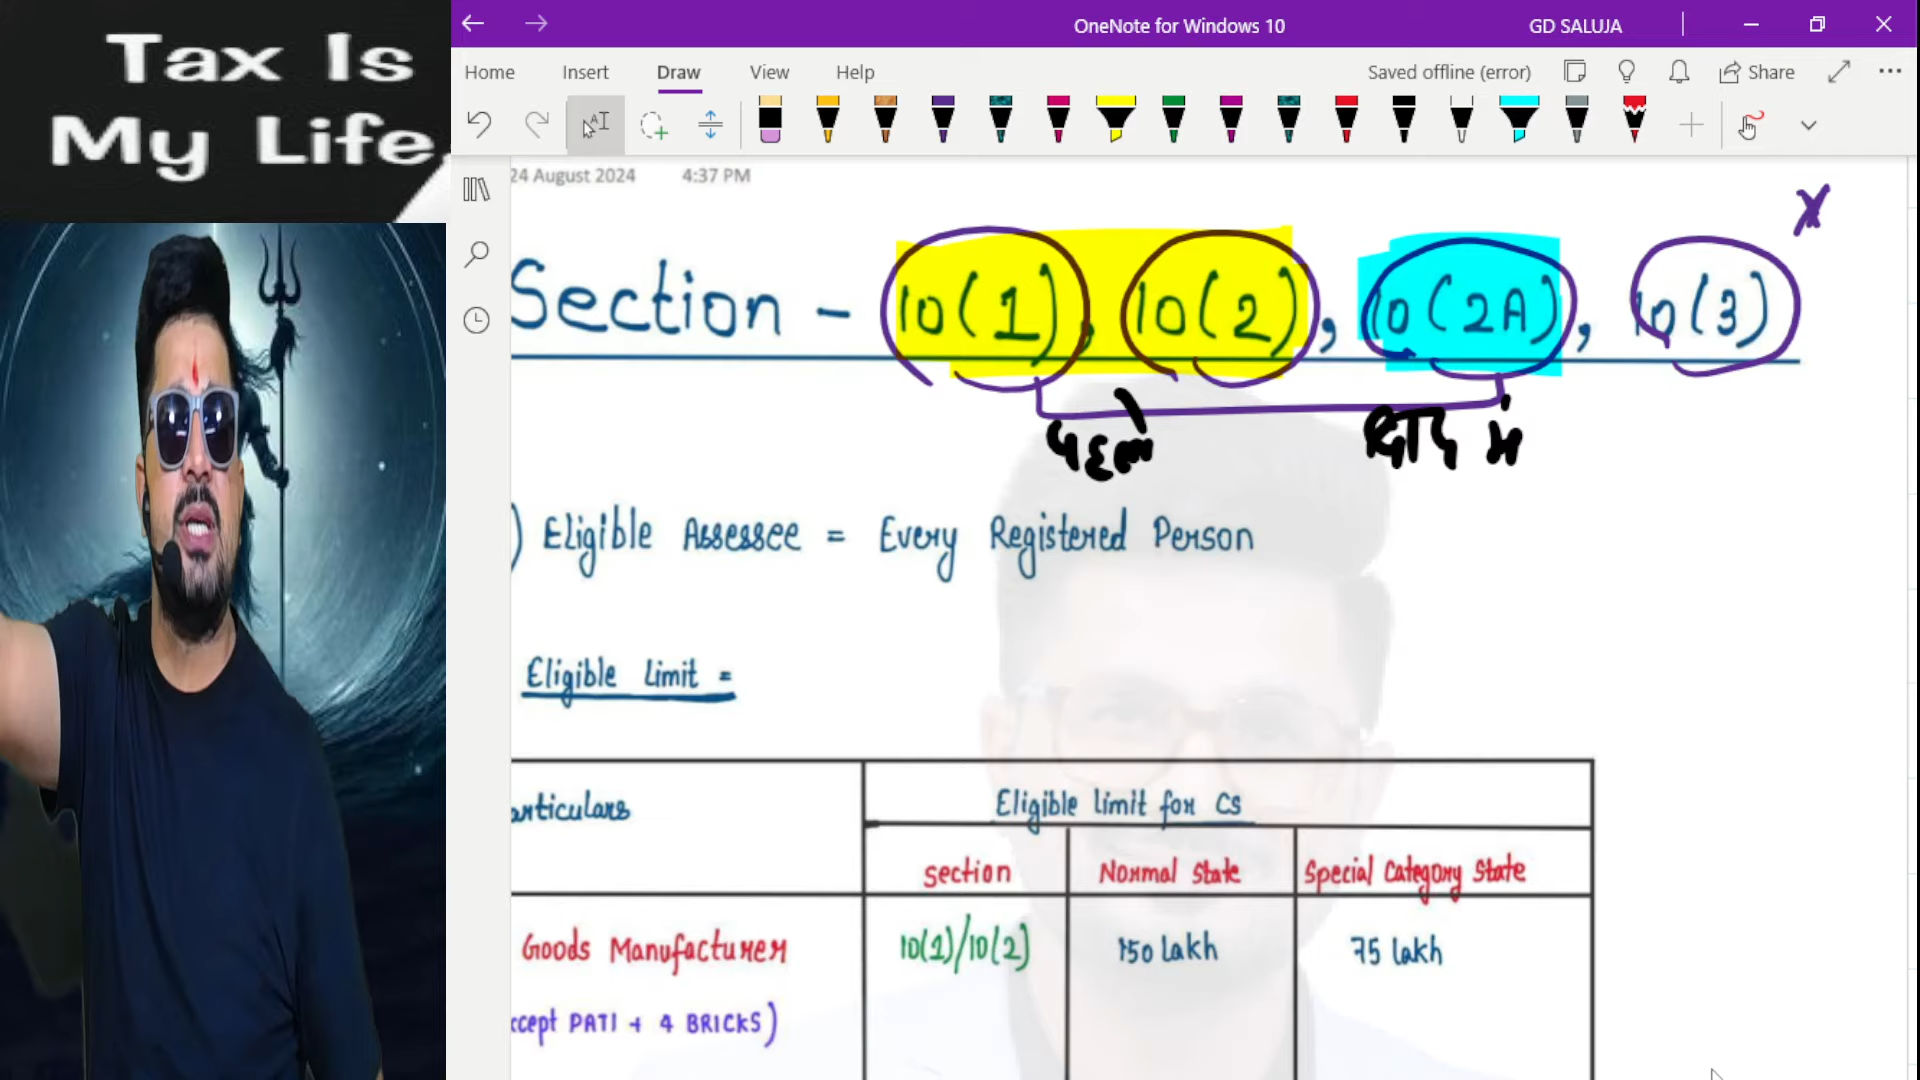 Tax Is
My Life.
OneNote for Windows 10
GD SALUJA
Home Insert Draw View Help
Saved offline (error) Share
24 August 2024 4:37 PM
Section - 10(1), 10(2), 10(2A), 10(3) X
पहले बाद में
) Eligible Assessee = Every Registered Person
Eligible Limit =
articulars
Eligible limit for CS
section Normal State Special Category State
Goods Manufacturer 10(1)/10(2) 150 Lakh 75 Lakh
xcept PATI + 4 BRICKS)